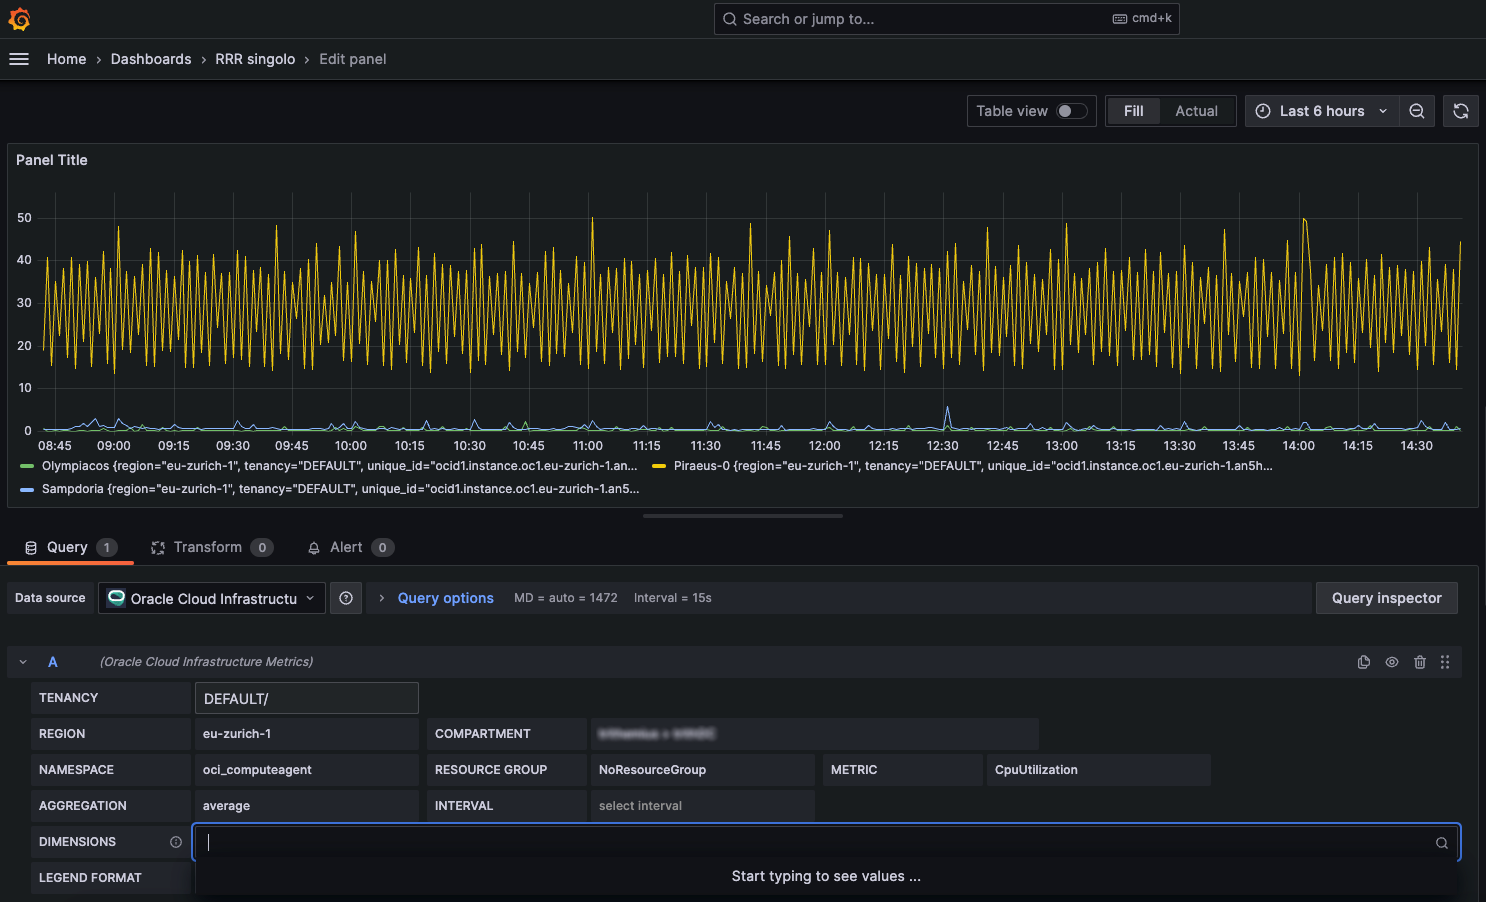 Search or jump to...
cmd+k
Home › Dashboards › RRR singolo › Edit panel
Table view
Fill
Actual
Last 6 hours
Panel Title
50
40
30
20
10
0
08:45 09:00 09:15 09:30 09:45 10:00 10:15 10:30 10:45 11:00 11:15 11:30 11:45 12:00 12:15 12:30 12:45 13:00 13:15 13:30 13:45 14:00 14:15 14:30
Olympiacos {region="eu-zurich-1", tenancy="DEFAULT", unique_id="ocid1.instance.oc1.eu-zurich-1.an...
Piraeus-0 {region="eu-zurich-1", tenancy="DEFAULT", unique_id="ocid1.instance.oc1.eu-zurich-1.an5h...
Sampdoria {region="eu-zurich-1", tenancy="DEFAULT", unique_id="ocid1.instance.oc1.eu-zurich-1.an5...
Query 1
Transform 0
Alert 0
Data source
Oracle Cloud Infrastructu
Query options
MD = auto = 1472
Interval = 15s
Query inspector
A
(Oracle Cloud Infrastructure Metrics)
TENANCY
DEFAULT/
REGION
eu-zurich-1
COMPARTMENT
NAMESPACE
oci_computeagent
RESOURCE GROUP
NoResourceGroup
METRIC
CpuUtilization
AGGREGATION
average
INTERVAL
select interval
DIMENSIONS
Start typing to see values ...
LEGEND FORMAT